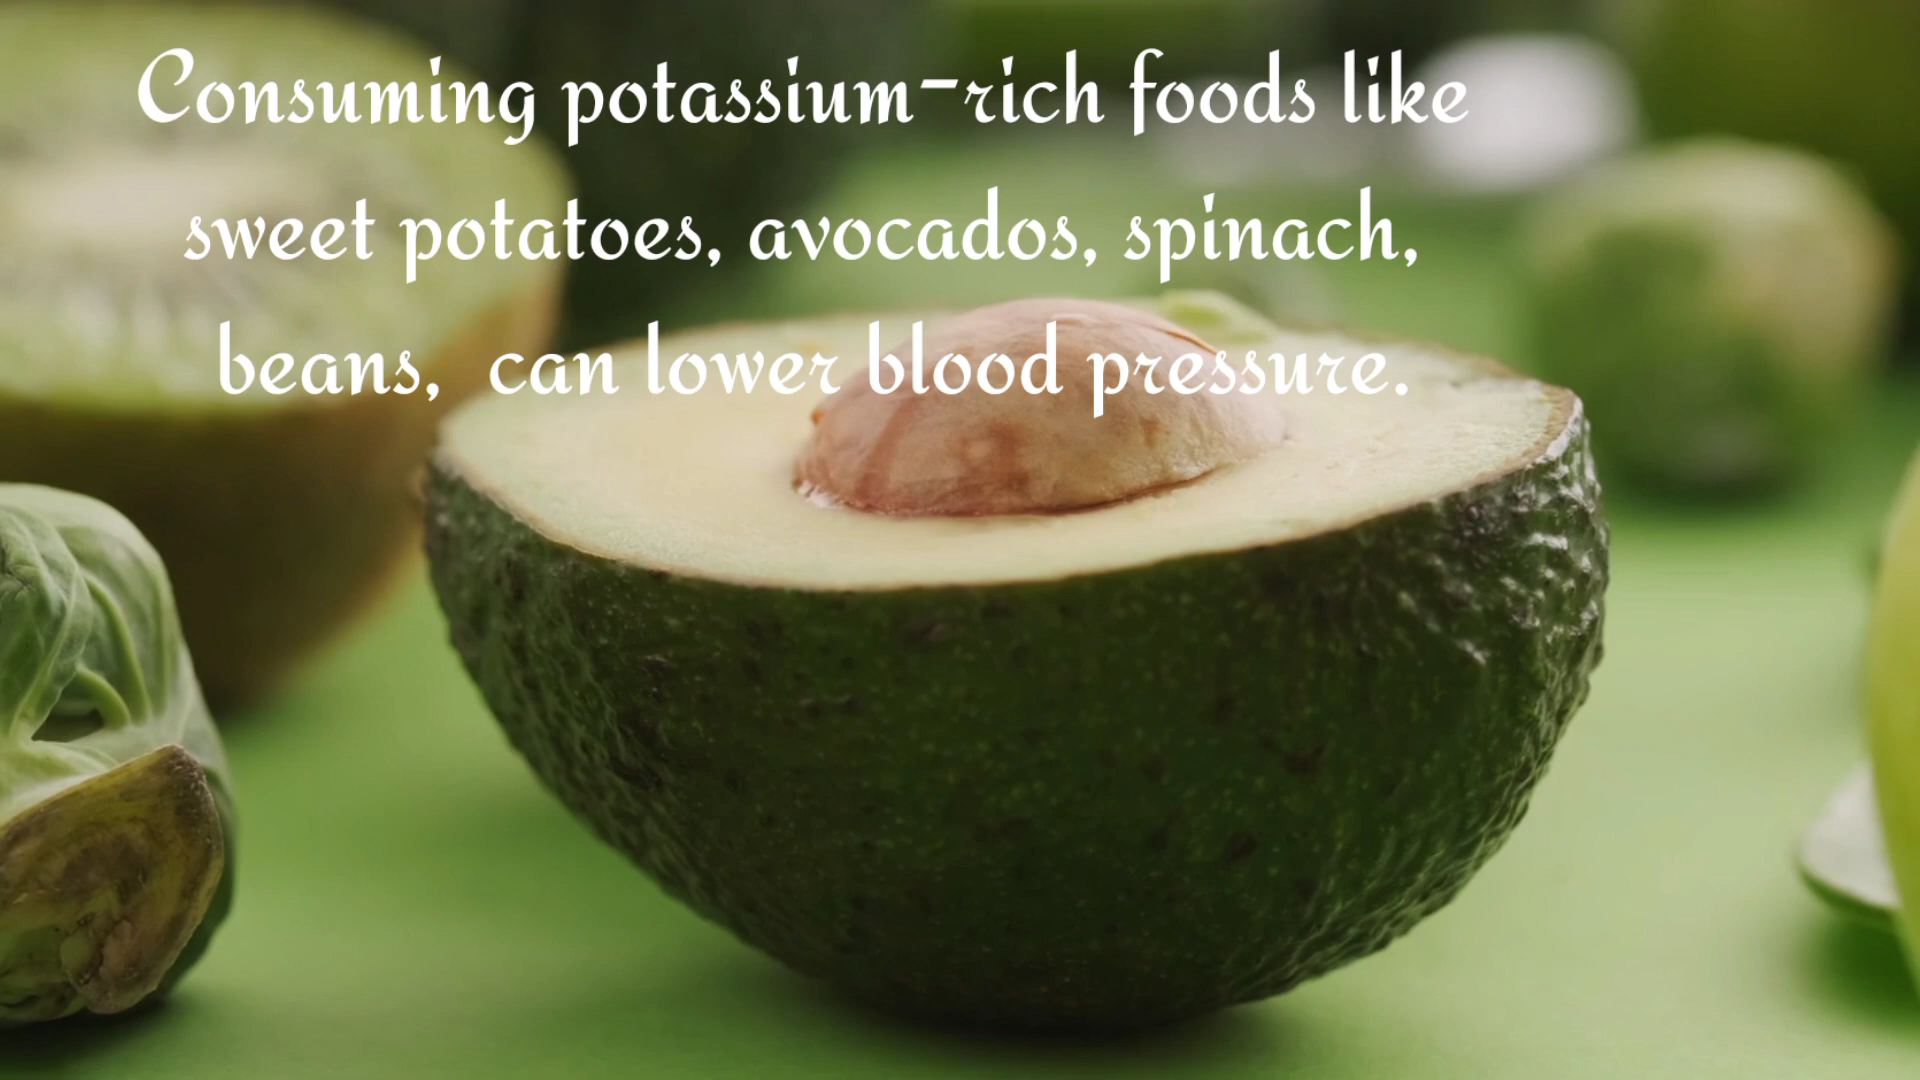 Consuming potassium-rich foods like
sweet potatoes, avocados, spinach,
beans,  can lower blood pressure.